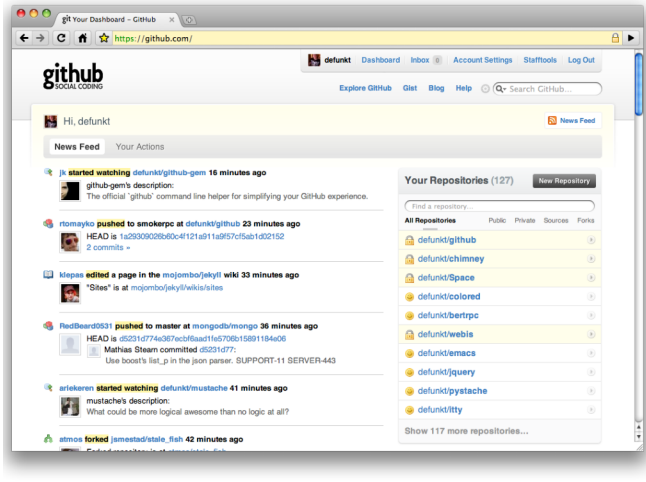 git Your Dashboard – GitHub
https://github.com/
defunkt Dashboard Inbox 0 Account Settings Stafftools Log Out
github
SOCIAL CODING
Explore GitHub Gist Blog Help Search GitHub...
Hi, defunkt
News Feed
News Feed Your Actions
jk started watching defunkt/github-gem 16 minutes ago
github-gem's description:
The official `github` command line helper for simplifying your GitHub experience.
rtomayko pushed to smokerpc at defunkt/github 23 minutes ago
HEAD is 1a29309026b60c4f121a911a9f57cf5ab1d02152
2 commits »
klepas edited a page in the mojombo/jekyll wiki 33 minutes ago
"Sites" is at mojombo/jekyll/wikis/sites
RedBeard0531 pushed to master at mongodb/mongo 36 minutes ago
HEAD is d5231d774e367ecbf6aad1fe5706b15891184e06
Mathias Stearn committed d5231d77:
Use boost's list_p in the json parser. SUPPORT-11 SERVER-443
ariekeren started watching defunkt/mustache 41 minutes ago
mustache's description:
What could be more logical awesome than no logic at all?
atmos forked jsmestad/stale_fish 42 minutes ago
Forked repository is at atmos/stale_fish
Your Repositories (127) New Repository
Find a repository...
All Repositories Public Private Sources Forks
defunkt/github
defunkt/chimney
defunkt/Space
defunkt/colored
defunkt/bertrpc
defunkt/webis
defunkt/emacs
defunkt/jquery
defunkt/pystache
defunkt/itty
Show 117 more repositories...